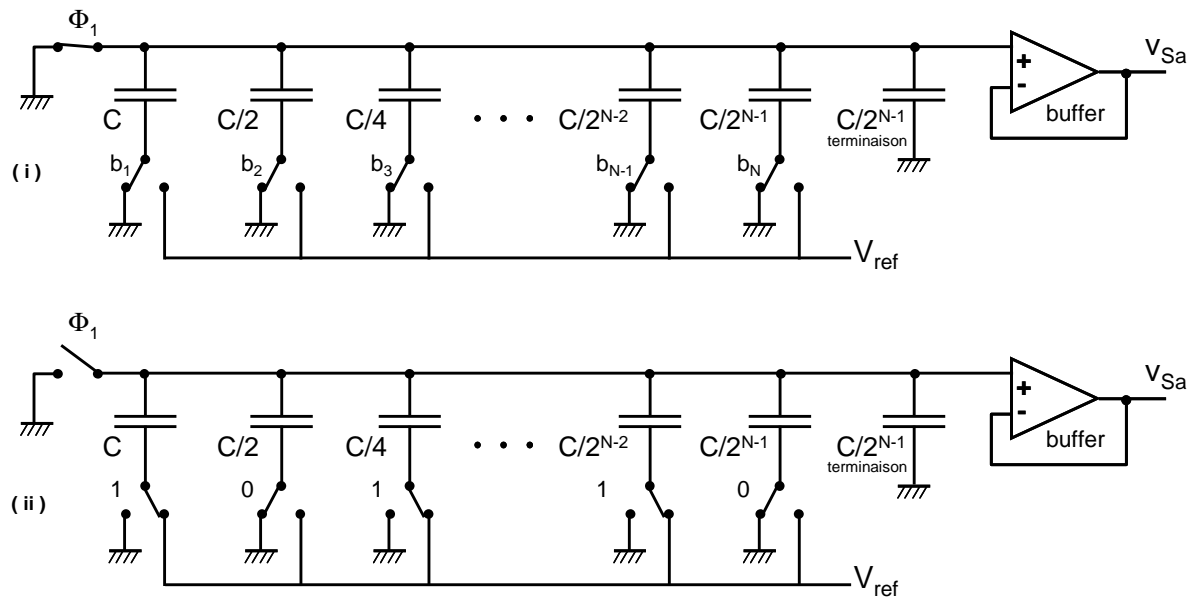 Φ1
vSa
+
-
buffer
C C/2 C/4 . . . C/2N-2 C/2N-1 C/2N-1
terminaison
( i ) b1 b2 b3 bN-1 bN
Vref
Φ1
vSa
+
-
buffer
C C/2 C/4 . . . C/2N-2 C/2N-1 C/2N-1
terminaison
( ii ) 1 0 1 1 0
Vref